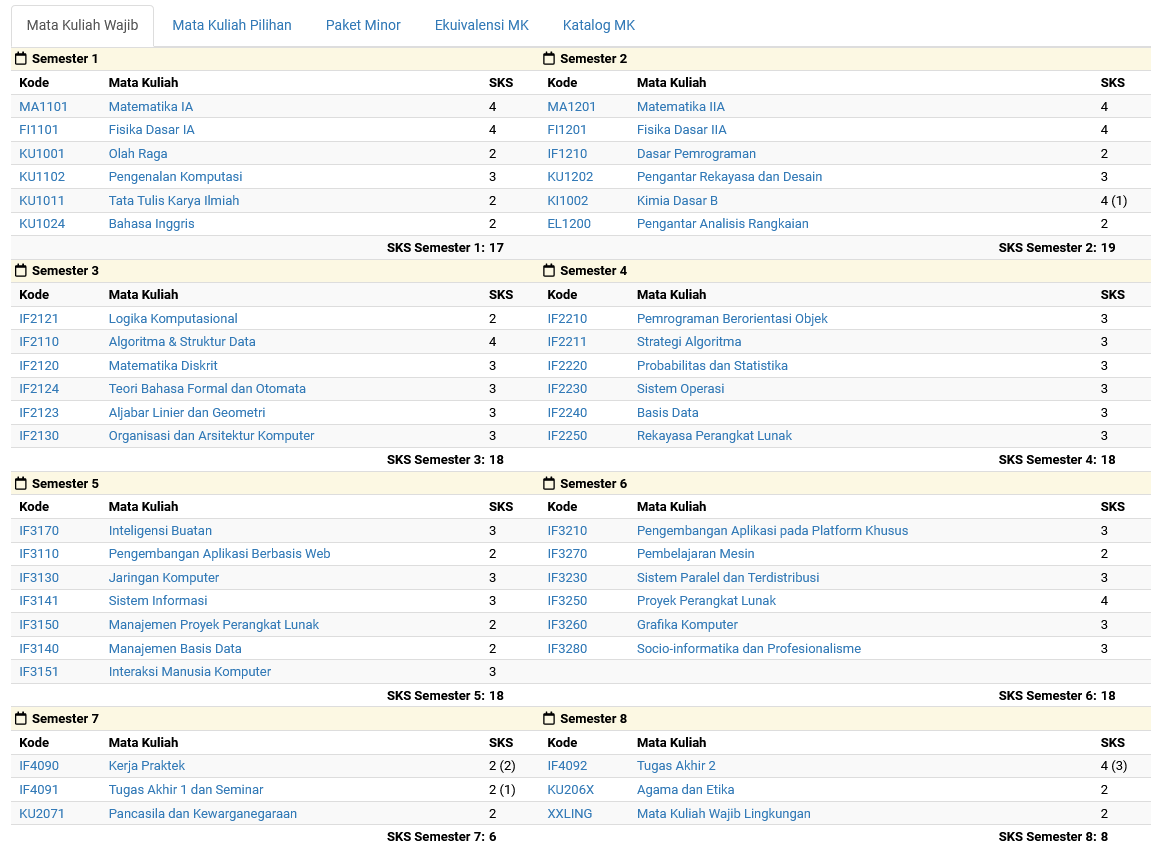 Mata Kuliah Wajib Mata Kuliah Pilihan Paket Minor Ekuivalensi MK Katalog MK
Semester 1 Semester 2
Kode Mata Kuliah SKS Kode Mata Kuliah SKS
MA1101 Matematika IA 4 MA1201 Matematika IIA 4
FI1101 Fisika Dasar IA 4 FI1201 Fisika Dasar IIA 4
KU1001 Olah Raga 2 IF1210 Dasar Pemrograman 2
KU1102 Pengenalan Komputasi 3 KU1202 Pengantar Rekayasa dan Desain 3
KU1011 Tata Tulis Karya Ilmiah 2 KI1002 Kimia Dasar B 4 (1)
KU1024 Bahasa Inggris 2 EL1200 Pengantar Analisis Rangkaian 2
SKS Semester 1: 17 SKS Semester 2: 19
Semester 3 Semester 4
Kode Mata Kuliah SKS Kode Mata Kuliah SKS
IF2121 Logika Komputasional 2 IF2210 Pemrograman Berorientasi Objek 3
IF2110 Algoritma & Struktur Data 4 IF2211 Strategi Algoritma 3
IF2120 Matematika Diskrit 3 IF2220 Probabilitas dan Statistika 3
IF2124 Teori Bahasa Formal dan Otomata 3 IF2230 Sistem Operasi 3
IF2123 Aljabar Linier dan Geometri 3 IF2240 Basis Data 3
IF2130 Organisasi dan Arsitektur Komputer 3 IF2250 Rekayasa Perangkat Lunak 3
SKS Semester 3: 18 SKS Semester 4: 18
Semester 5 Semester 6
Kode Mata Kuliah SKS Kode Mata Kuliah SKS
IF3170 Inteligensi Buatan 3 IF3210 Pengembangan Aplikasi pada Platform Khusus 3
IF3110 Pengembangan Aplikasi Berbasis Web 2 IF3270 Pembelajaran Mesin 2
IF3130 Jaringan Komputer 3 IF3230 Sistem Paralel dan Terdistribusi 3
IF3141 Sistem Informasi 3 IF3250 Proyek Perangkat Lunak 4
IF3150 Manajemen Proyek Perangkat Lunak 2 IF3260 Grafika Komputer 3
IF3140 Manajemen Basis Data 2 IF3280 Socio-informatika dan Profesionalisme 3
IF3151 Interaksi Manusia Komputer 3
SKS Semester 5: 18 SKS Semester 6: 18
Semester 7 Semester 8
Kode Mata Kuliah SKS Kode Mata Kuliah SKS
IF4090 Kerja Praktek 2 (2) IF4092 Tugas Akhir 2 4 (3)
IF4091 Tugas Akhir 1 dan Seminar 2 (1) KU206X Agama dan Etika 2
KU2071 Pancasila dan Kewarganegaraan 2 XXLING Mata Kuliah Wajib Lingkungan 2
SKS Semester 7: 6 SKS Semester 8: 8